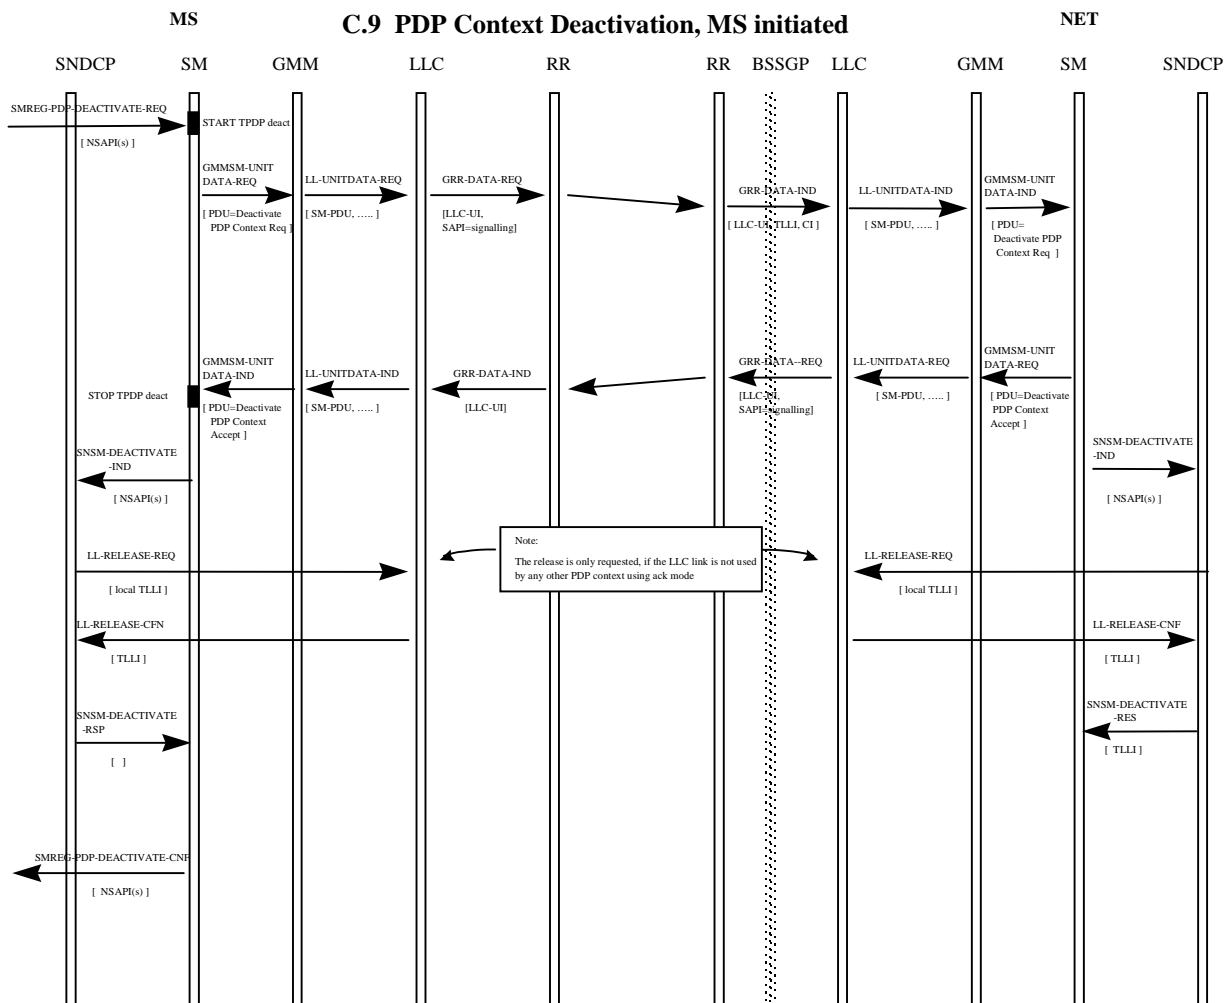 MS
C.9 PDP Context Deactivation, MS initiated
NET
SNDCP SM GMM LLC RR RR BSSGP LLC GMM SM SNDCP
SMREG-PDP-DEACTIVATE-REQ
[ NSAPI(s) ]
START TPDP deact
GMMSM-UNIT
DATA-REQ
[ PDU=Deactivate
PDP Context Req ]
LL-UNITDATA-REQ
[ SM-PDU, ..... ]
GRR-DATA-REQ
[LLC-UI,
SAPI=signalling]
GRR-DATA-IND
[ LLC-UI, TLLI, CI ]
LL-UNITDATA-IND
[ SM-PDU, ..... ]
GMMSM-UNIT
DATA-IND
[ PDU=
Deactivate PDP
Context Req ]
STOP TPDP deact
GMMSM-UNIT
DATA-IND
[ PDU=Deactivate
PDP Context
Accept ]
LL-UNITDATA-IND
[ SM-PDU, ..... ]
GRR-DATA-IND
[LLC-UI]
GRR-DATA--REQ
[LLC-UI,
SAPI=signalling]
LL-UNITDATA-REQ
[ SM-PDU, ..... ]
GMMSM-UNIT
DATA-REQ
[ PDU=Deactivate
PDP Context
Accept ]
SNSM-DEACTIVATE
-IND
[ NSAPI(s) ]
SNSM-DEACTIVATE
-IND
[ NSAPI(s) ]
LL-RELEASE-REQ
[ local TLLI ]
Note:
The release is only requested, if the LLC link is not used
by any other PDP context using ack mode
LL-RELEASE-REQ
[ local TLLI ]
LL-RELEASE-CFN
[ TLLI ]
LL-RELEASE-CNF
[ TLLI ]
SNSM-DEACTIVATE
-RSP
[ ]
SNSM-DEACTIVATE
-RES
[ TLLI ]
SMREG-PDP-DEACTIVATE-CNF
[ NSAPI(s) ]